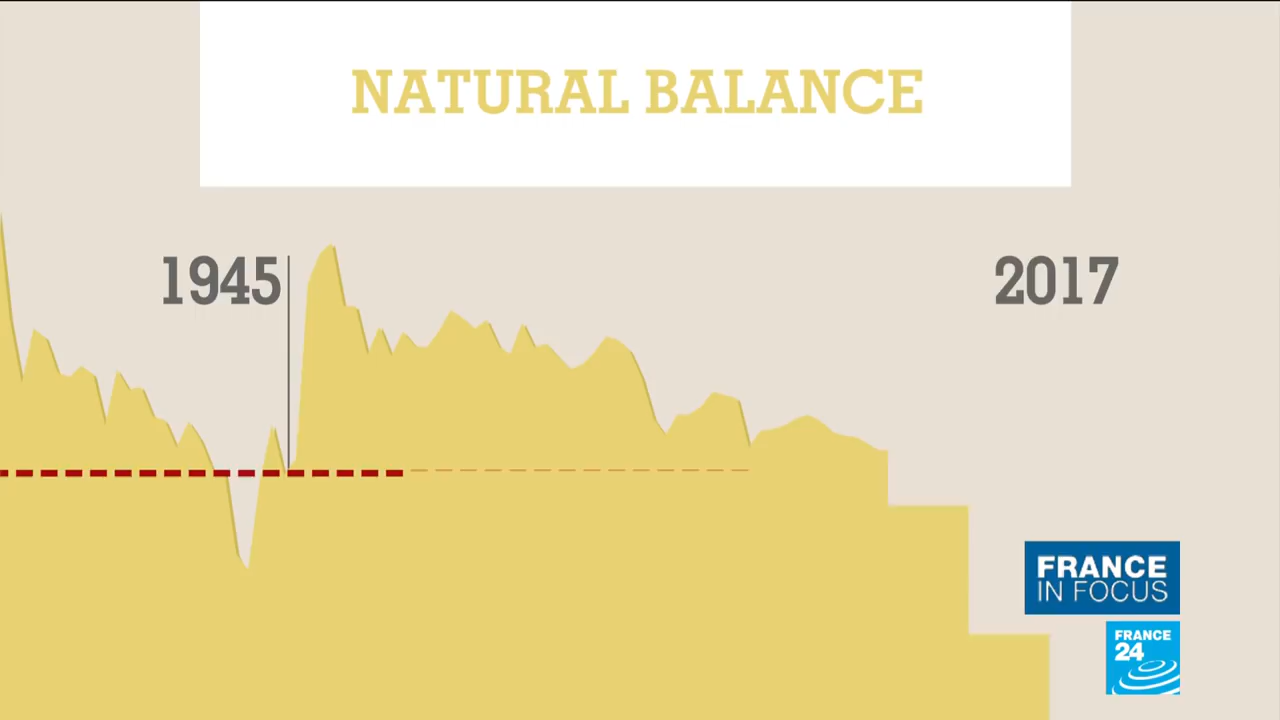 NATURAL BALANCE
1945
2017
FRANCE
IN FOCUS
FRANCE
24